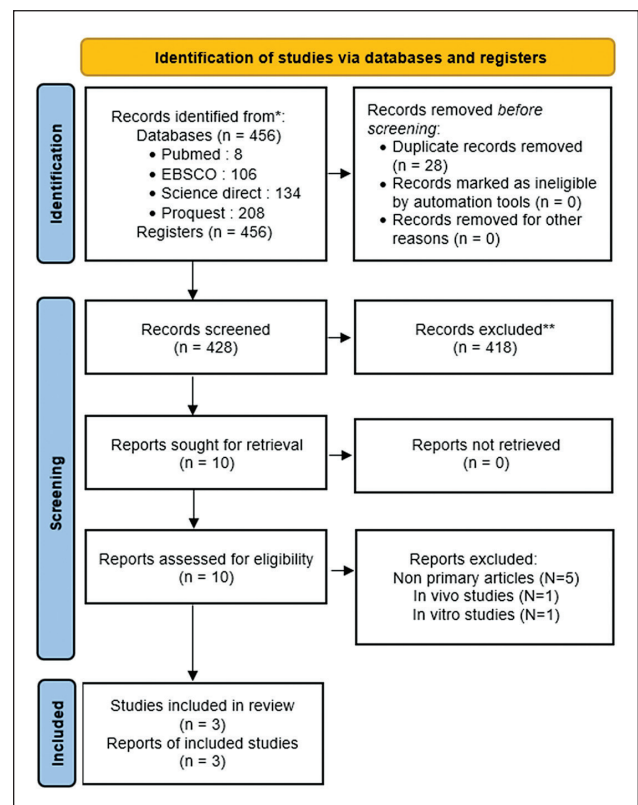 Identification of studies via databases and registers
Identification
Records identified from*:
Databases (n = 456)
• Pubmed : 8
• EBSCO : 106
• Science direct : 134
• Proquest : 208
Registers (n = 456)
Records removed before
screening:
• Duplicate records removed
(n = 28)
• Records marked as ineligible
by automation tools (n = 0)
• Records removed for other
reasons (n = 0)
Screening
Records screened
(n = 428)
Records excluded**
(n = 418)
Reports sought for retrieval
(n = 10)
Reports not retrieved
(n = 0)
Reports assessed for eligibility
(n = 10)
Reports excluded:
Non primary articles (N=5)
In vivo studies (N=1)
In vitro studies (N=1)
Included
Studies included in review
(n = 3)
Reports of included studies
(n = 3)